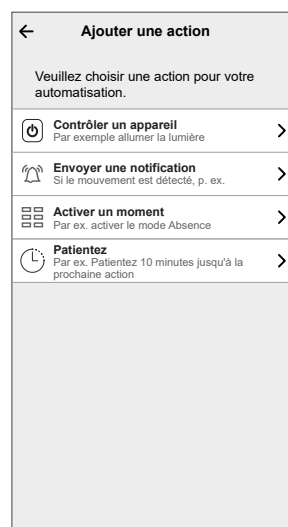 Ajouter une action
Veuillez choisir une action pour votre
automatisation.
Contrôler un appareil
Par exemple allumer la lumière
Envoyer une notification
Si le mouvement est détecté, p. ex.
Activer un moment
Par ex. activer le mode Absence
Patientez
Par ex. Patientez 10 minutes jusqu'à la
prochaine action